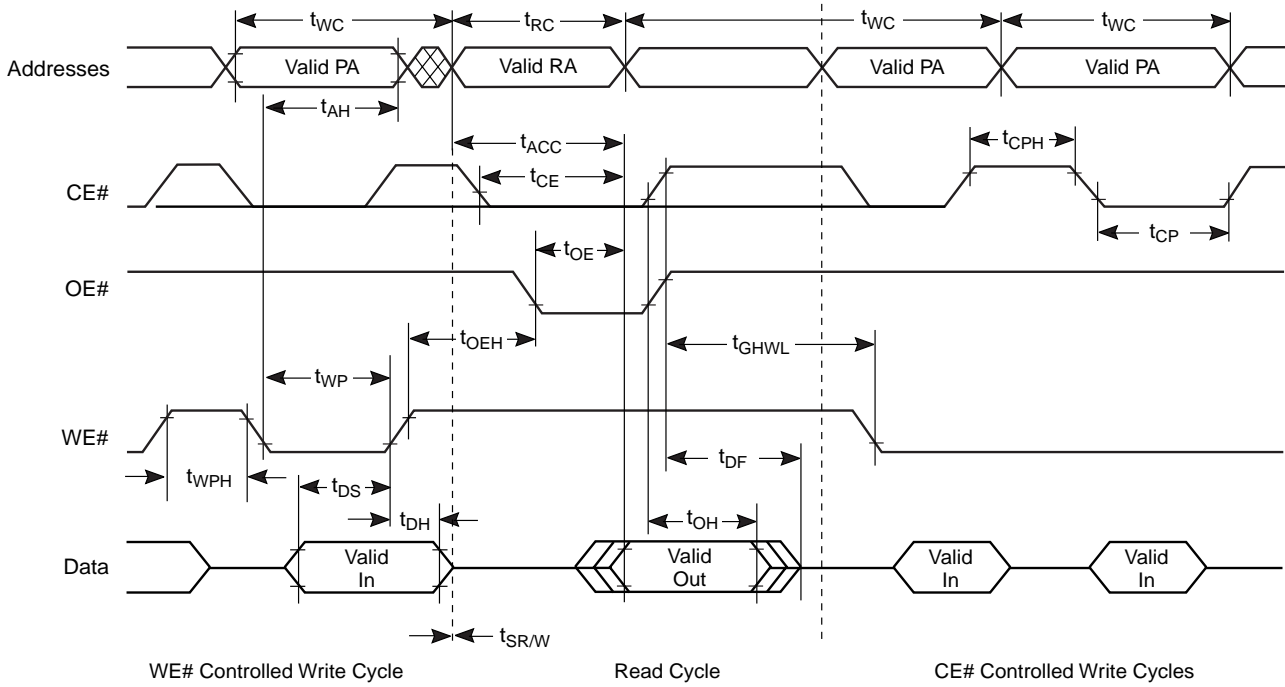 tWC tRC tWC tWC
Addresses Valid PA Valid RA Valid PA Valid PA
tAH
tACC tCPH
CE# tCE
tOE tCP
OE#
tOEH tGHWL
tWP
WE#
tWPH tDS tDF
tDH tOH
Data Valid In Valid Out Valid In Valid In
tSR/W
WE# Controlled Write Cycle Read Cycle CE# Controlled Write Cycles